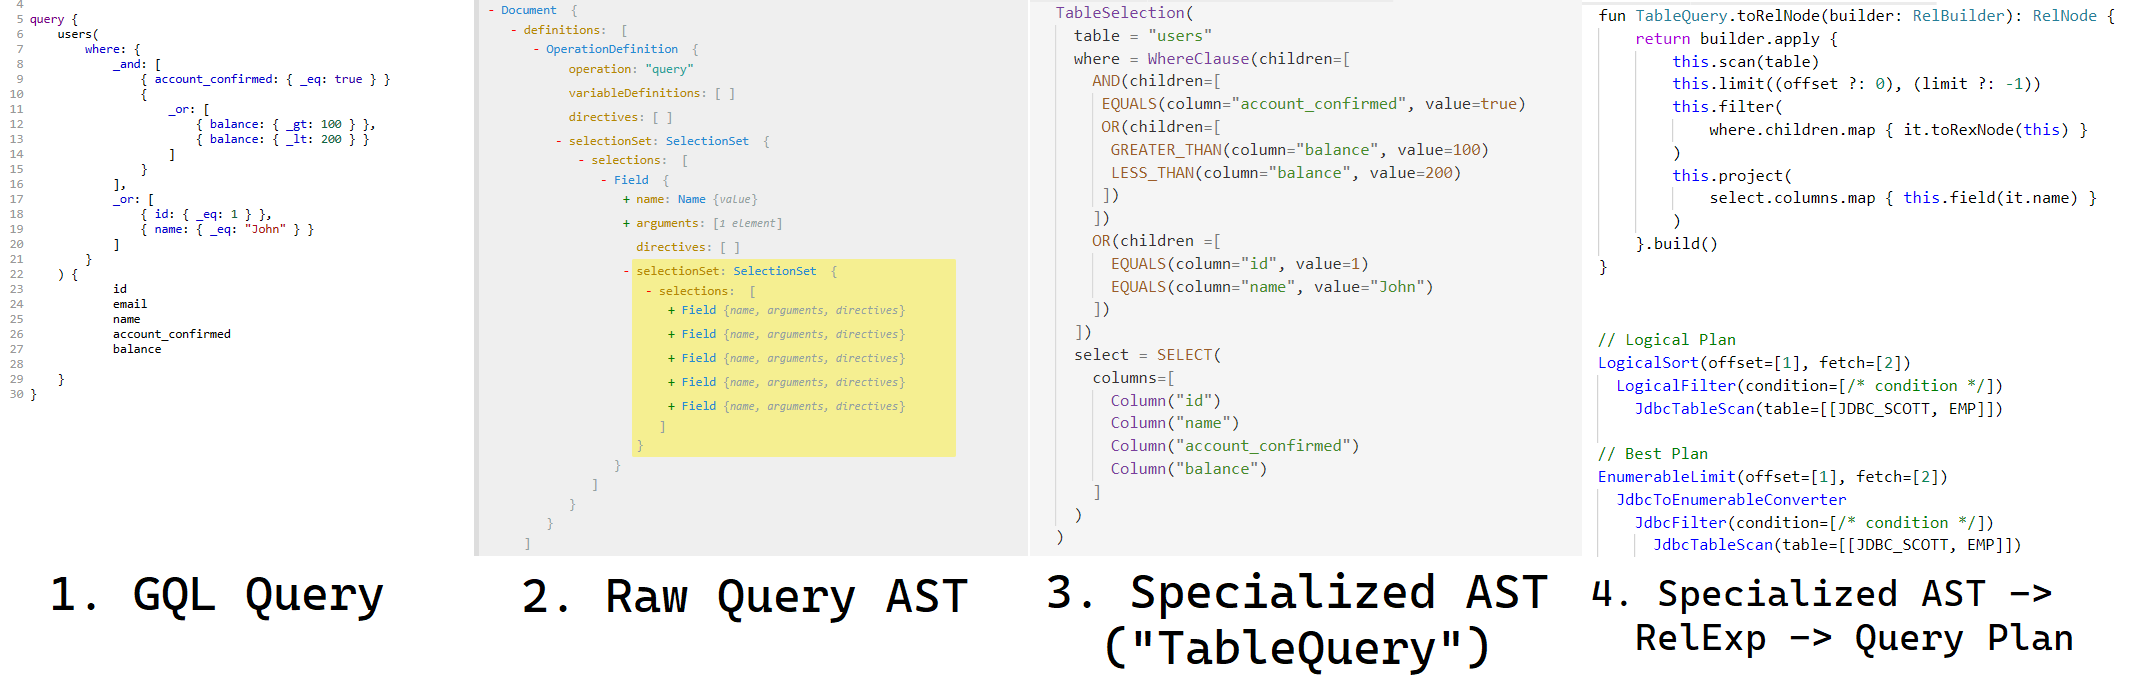 4
5 query {
6 users(
7 where: {
8 _and: [
9 { account_confirmed: { _eq: true } }
10 {
11 _or: [
12 { balance: { _gt: 100 } },
13 { balance: { _lt: 200 } }
14 ]
15 }
16 ],
17 _or: [
18 { id: { _eq: 1 } },
19 { name: { _eq: "John" } }
20 ]
21 }
22 ) {
23 id
24 email
25 name
26 account_confirmed
27 balance
28
29 }
30 }
1. GQL Query
- Document {
- definitions: [
- OperationDefinition {
operation: "query"
variableDefinitions: [ ]
directives: [ ]
- selectionSet: SelectionSet {
- selections: [
- Field {
+ name: Name {value}
+ arguments: [1 element]
directives: [ ]
- selectionSet: SelectionSet {
- selections: [
+ Field {name, arguments, directives}
+ Field {name, arguments, directives}
+ Field {name, arguments, directives}
+ Field {name, arguments, directives}
+ Field {name, arguments, directives}
]
}
}
]
}
}
]
2. Raw Query AST
TableSelection(
table = "users"
where = WhereClause(children=[
AND(children=[
EQUALS(column="account_confirmed", value=true)
OR(children=[
GREATER_THAN(column="balance", value=100)
LESS_THAN(column="balance", value=200)
])
])
OR(children =[
EQUALS(column="id", value=1)
EQUALS(column="name", value="John")
])
])
select = SELECT(
columns=[
Column("id")
Column("name")
Column("account_confirmed")
Column("balance")
]
)
)
3. Specialized AST
("TableQuery")
fun TableQuery.toRelNode(builder: RelBuilder): RelNode {
return builder.apply {
this.scan(table)
this.limit((offset ?: 0), (limit ?: -1))
this.filter(
where.children.map { it.toRexNode(this) }
)
this.project(
select.columns.map { this.field(it.name) }
)
}.build()
}
// Logical Plan
LogicalSort(offset=[1], fetch=[2])
LogicalFilter(condition=[/* condition */])
JdbcTableScan(table=[[JDBC_SCOTT, EMP]])
// Best Plan
EnumerableLimit(offset=[1], fetch=[2])
JdbcToEnumerableConverter
JdbcFilter(condition=[/* condition */])
JdbcTableScan(table=[[JDBC_SCOTT, EMP]])
4. Specialized AST ->
RelExp -> Query Plan